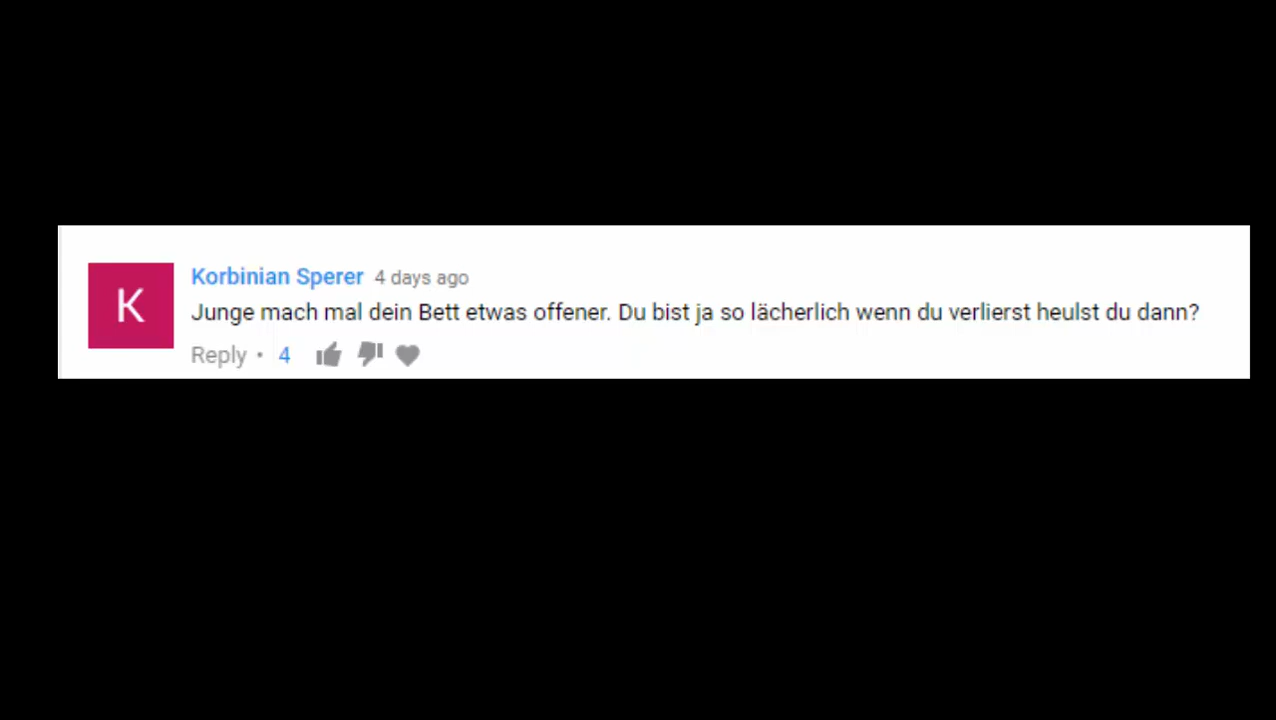 K
Korbinian Sperer 4 days ago
Junge mach mal dein Bett etwas offener. Du bist ja so lächerlich wenn du verlierst heulst du dann?
Reply • 4